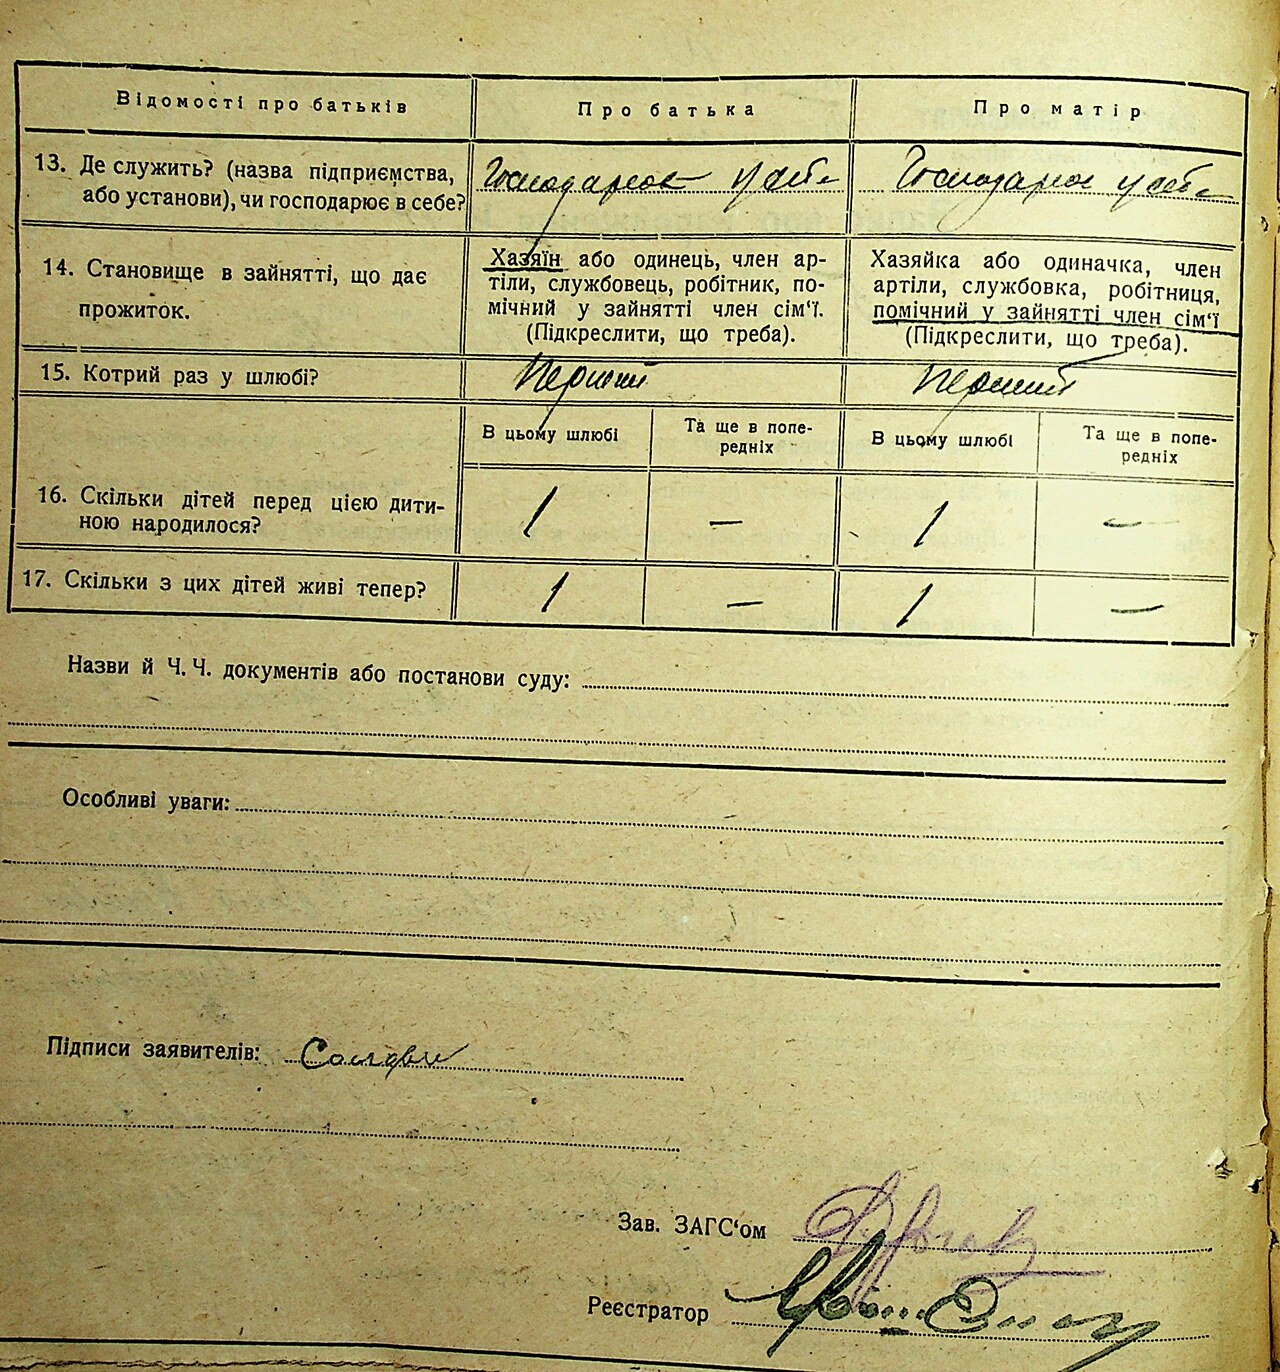 Відомості про батьків Про батька Про матір
13. Де служить? (назва підприємства, або установи), чи господарює в себе?
Господарює у себе
Господарює у себе
14. Становище в зайнятті, що дає прожиток.
Хазяїн або одинець, член ар-
тіли, службовець, робітник, по-
мічний у зайнятті член сім‘ї.
(Підкреслити, що треба).
Хазяйка або одиначка, член
артіли, службовка, робітниця,
помічний у зайнятті член сім‘ї
(Підкреслити, що треба).
15. Котрий раз у шлюбі? Перший Перший
В цьому шлюбі Та ще в попе-
редніх
В цьому шлюбі Та ще в попе-
редніх
16. Скільки дітей перед цією дити-
ною народилося? 1 — 1 —
17. Скільки з цих дітей живі тепер? 1 — 1 —
Назви й Ч. Ч. документів або постанови суду:
Особливі уваги:
Підписи заявителів:
Зав. ЗАГС‘ом
Реєстратор